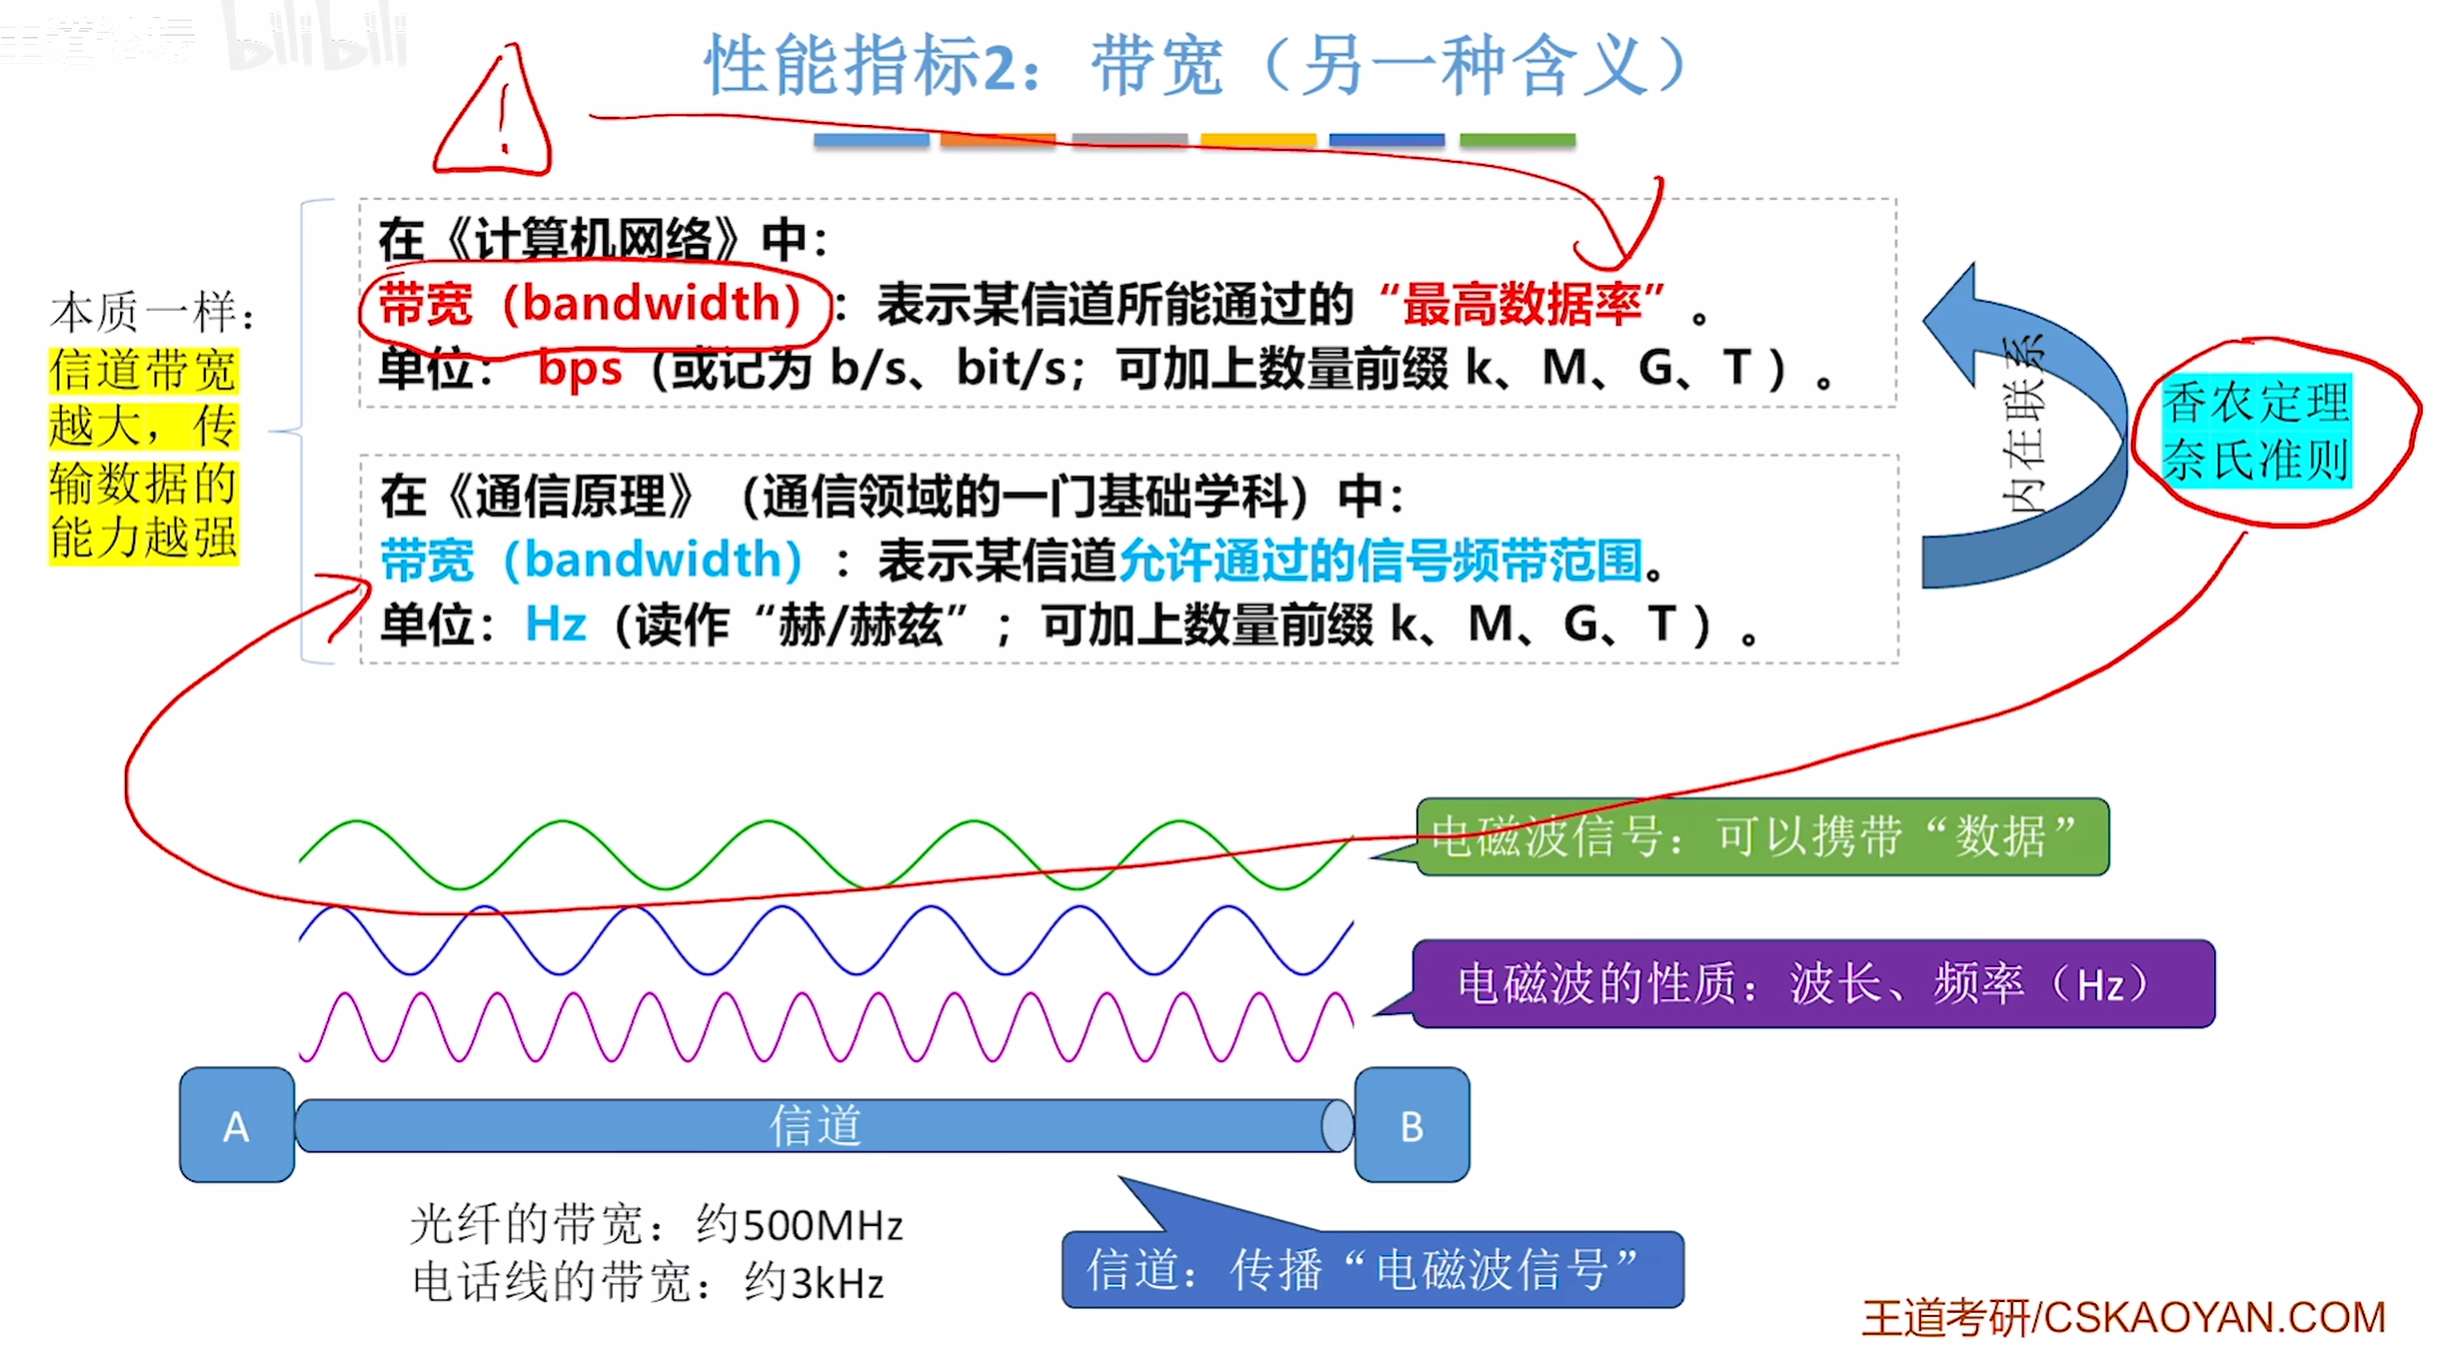 王道论坛 bilibili
性能指标2：带宽（另一种含义）
在《计算机网络》中：
带宽（bandwidth）：表示某信道所能通过的“最高数据率”。
单位： bps（或记为 b/s、bit/s；可加上数量前缀 k、M、G、T ）。
本质一样：
信道带宽
越大，传
输数据的
能力越强
在《通信原理》（通信领域的一门基础学科）中：
带宽（bandwidth）：表示某信道允许通过的信号频带范围。
单位：Hz（读作“赫/赫兹”；可加上数量前缀 k、M、G、T ）。
内在联系
香农定理
奈氏准则
电磁波信号：可以携带“数据”
电磁波的性质：波长、频率（Hz）
A
信道
B
光纤的带宽：约500MHz
电话线的带宽：约3kHz
信道：传播“电磁波信号”
王道考研/CSKAOYAN.COM